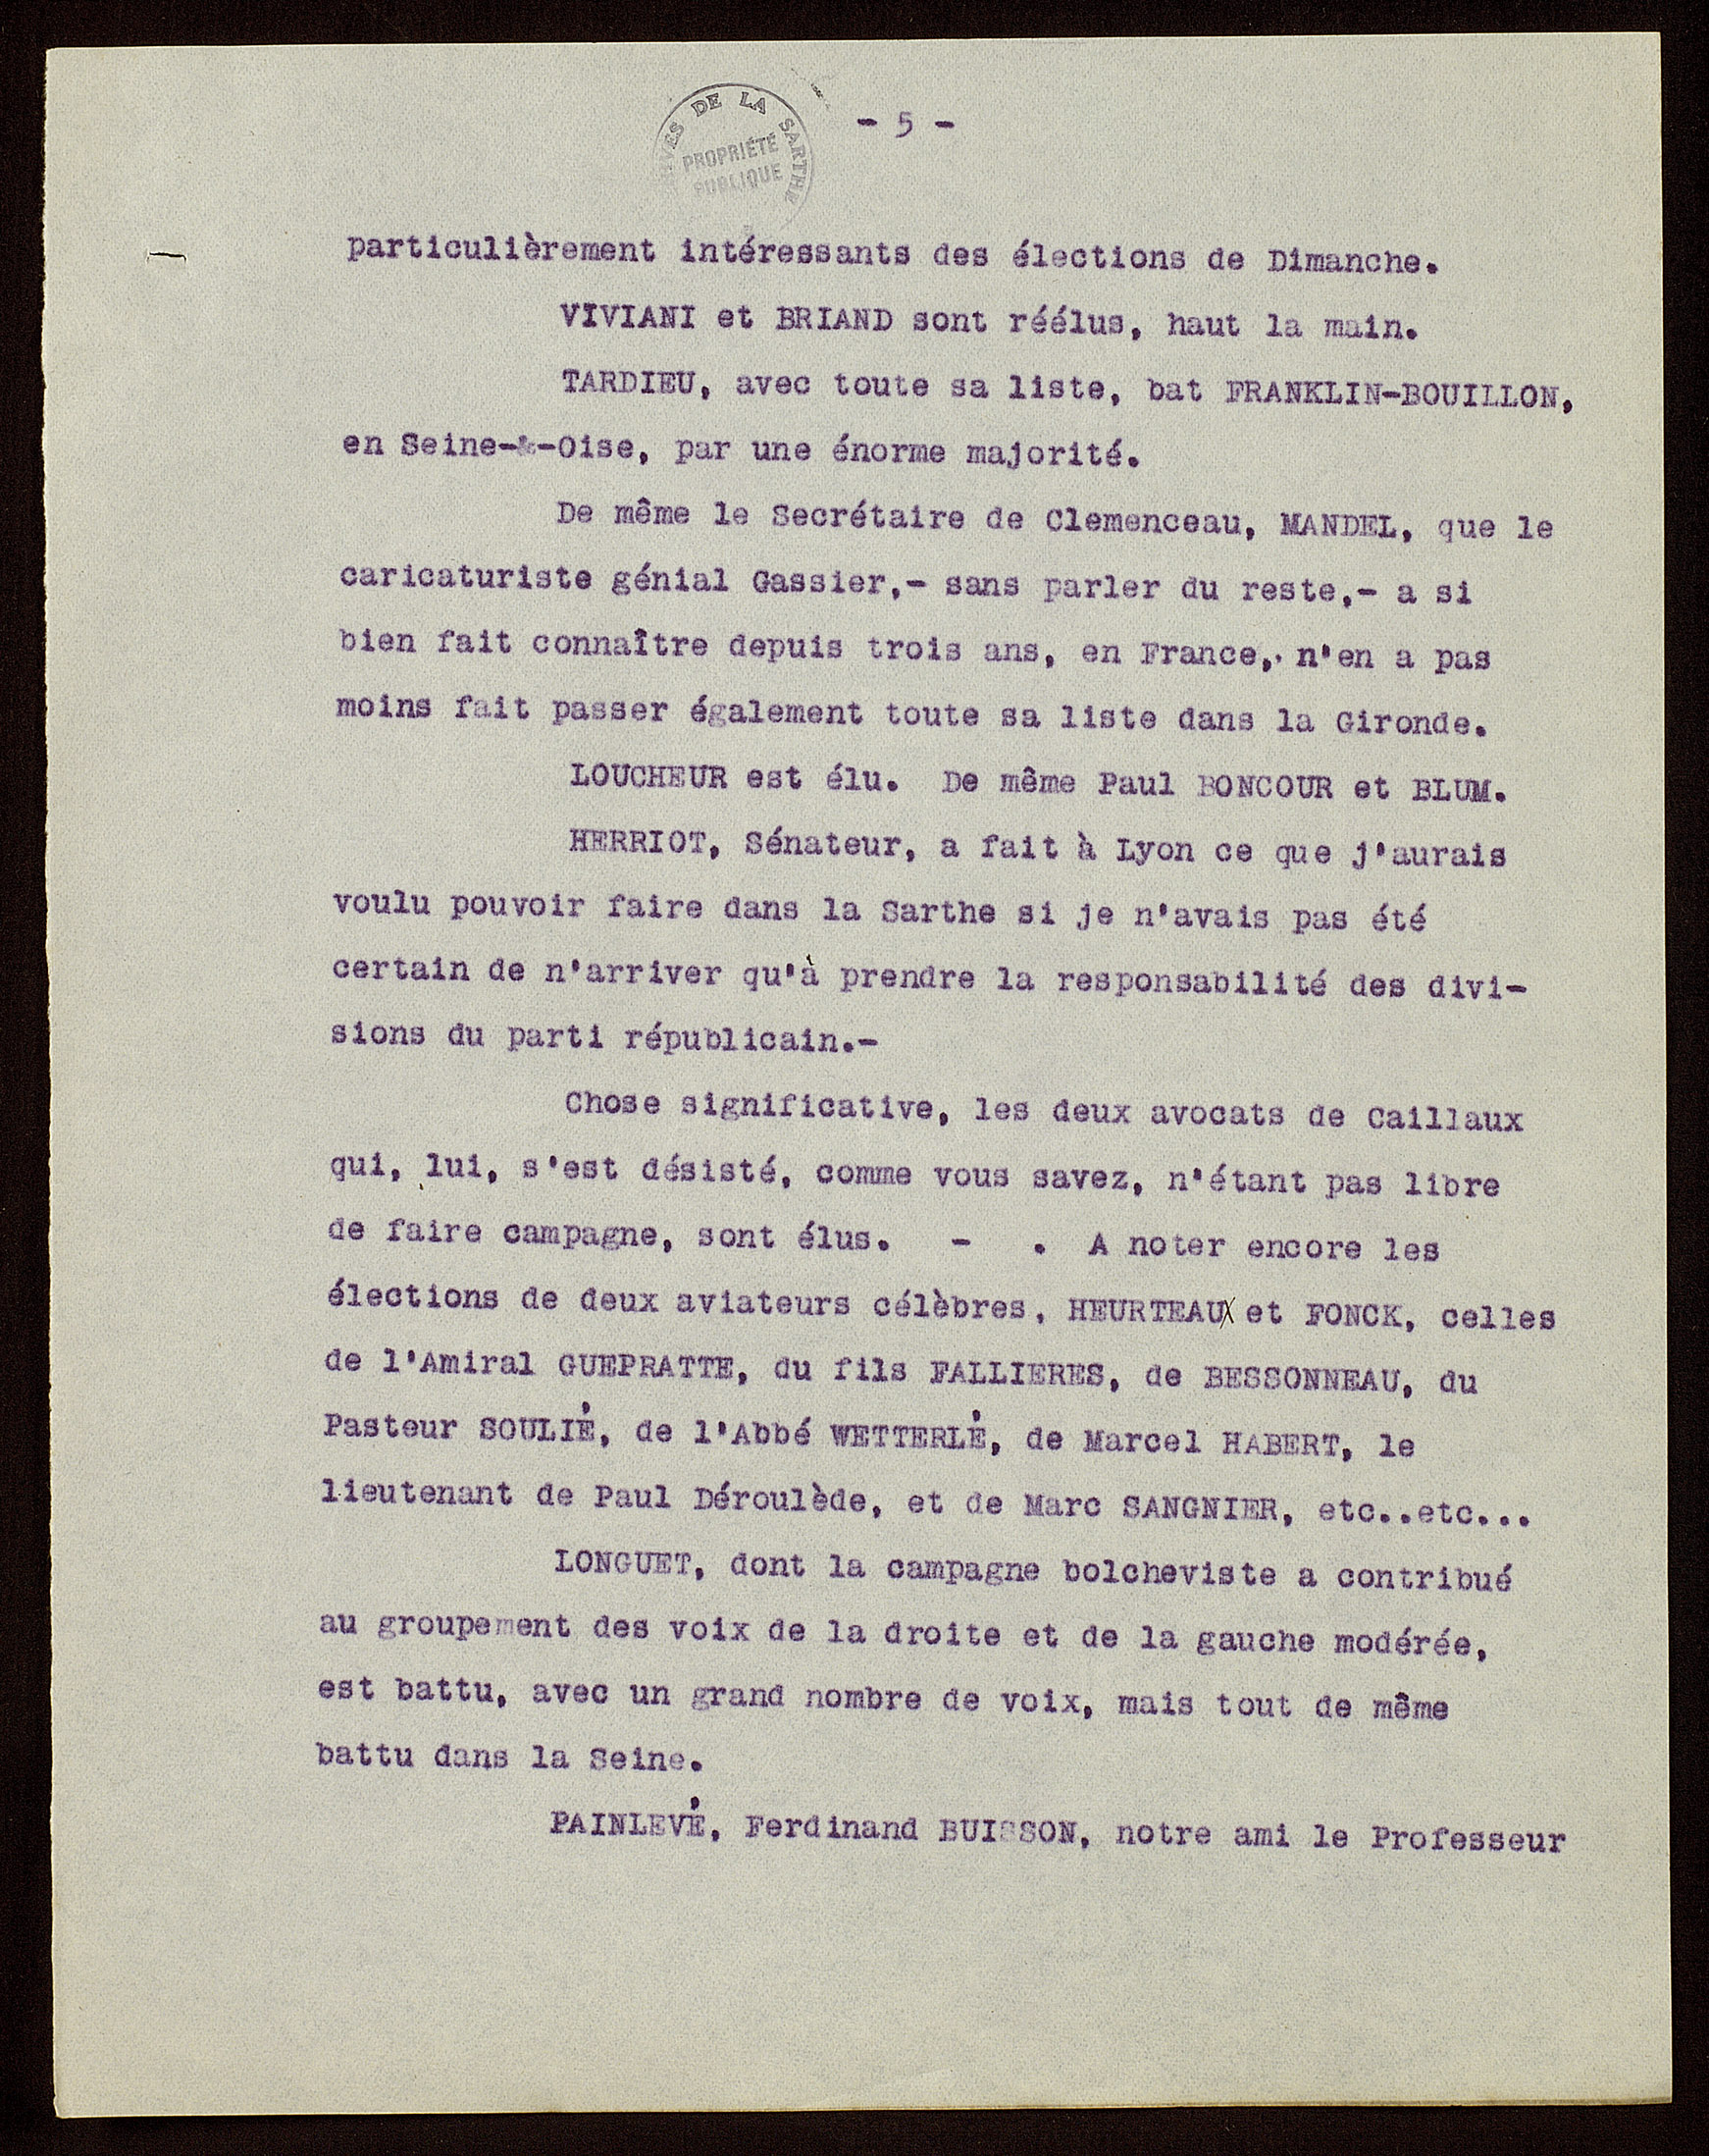 DE LA SARTHE
PROPRIÉTÉ
PUBLIQUE
- 5 -
particulièrement intéressants des élections de Dimanche.
VIVIANI et BRIAND sont réélus, haut la main.
TARDIEU, avec toute sa liste, bat FRANKLIN-BOUILLON,
en Seine-&-Oise, par une énorme majorité.
De même le Secrétaire de Clemenceau, MANDEL, que le
caricaturiste génial Gassier,- sans parler du reste,- a si
bien fait connaître depuis trois ans, en France, n'en a pas
moins fait passer également toute sa liste dans la Gironde.
LOUCHEUR est élu. De même Paul BONCOUR et BLUM.
HERRIOT, Sénateur, a fait à Lyon ce que j'aurais
voulu pouvoir faire dans la Sarthe si je n'avais pas été
certain de n'arriver qu'à prendre la responsabilité des divi-
sions du parti républicain.-
Chose significative, les deux avocats de Caillaux
qui, lui, s'est désisté, comme vous savez, n'étant pas libre
de faire campagne, sont élus. - . A noter encore les
élections de deux aviateurs célèbres, HEURTEAUX et FONCK, celles
de l'Amiral GUEPRATTE, du fils FALLIERES, de BESSONNEAU, du
Pasteur SOULIÉ, de l'Abbé WETTERLÉ, de Marcel HABERT, le
lieutenant de Paul Déroulède, et de Marc SANGNIER, etc..etc...
LONGUET, dont la campagne bolcheviste a contribué
au groupement des voix de la droite et de la gauche modérée,
est battu, avec un grand nombre de voix, mais tout de même
battu dans la Seine.
PAINLEVÉ, Ferdinand BUISSON, notre ami le Professeur